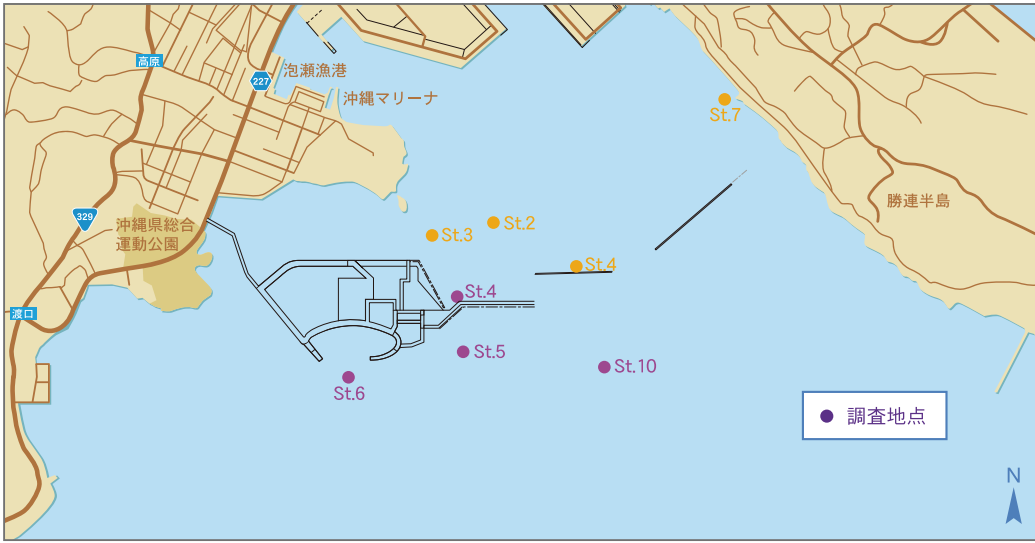 高原
227
泡瀬漁港
沖縄マリーナ
St.7
329
沖縄県総合
運動公園
勝連半島
St.2
St.3
St.4
St.4
渡口
St.5
St.10
St.6
調査地点
N